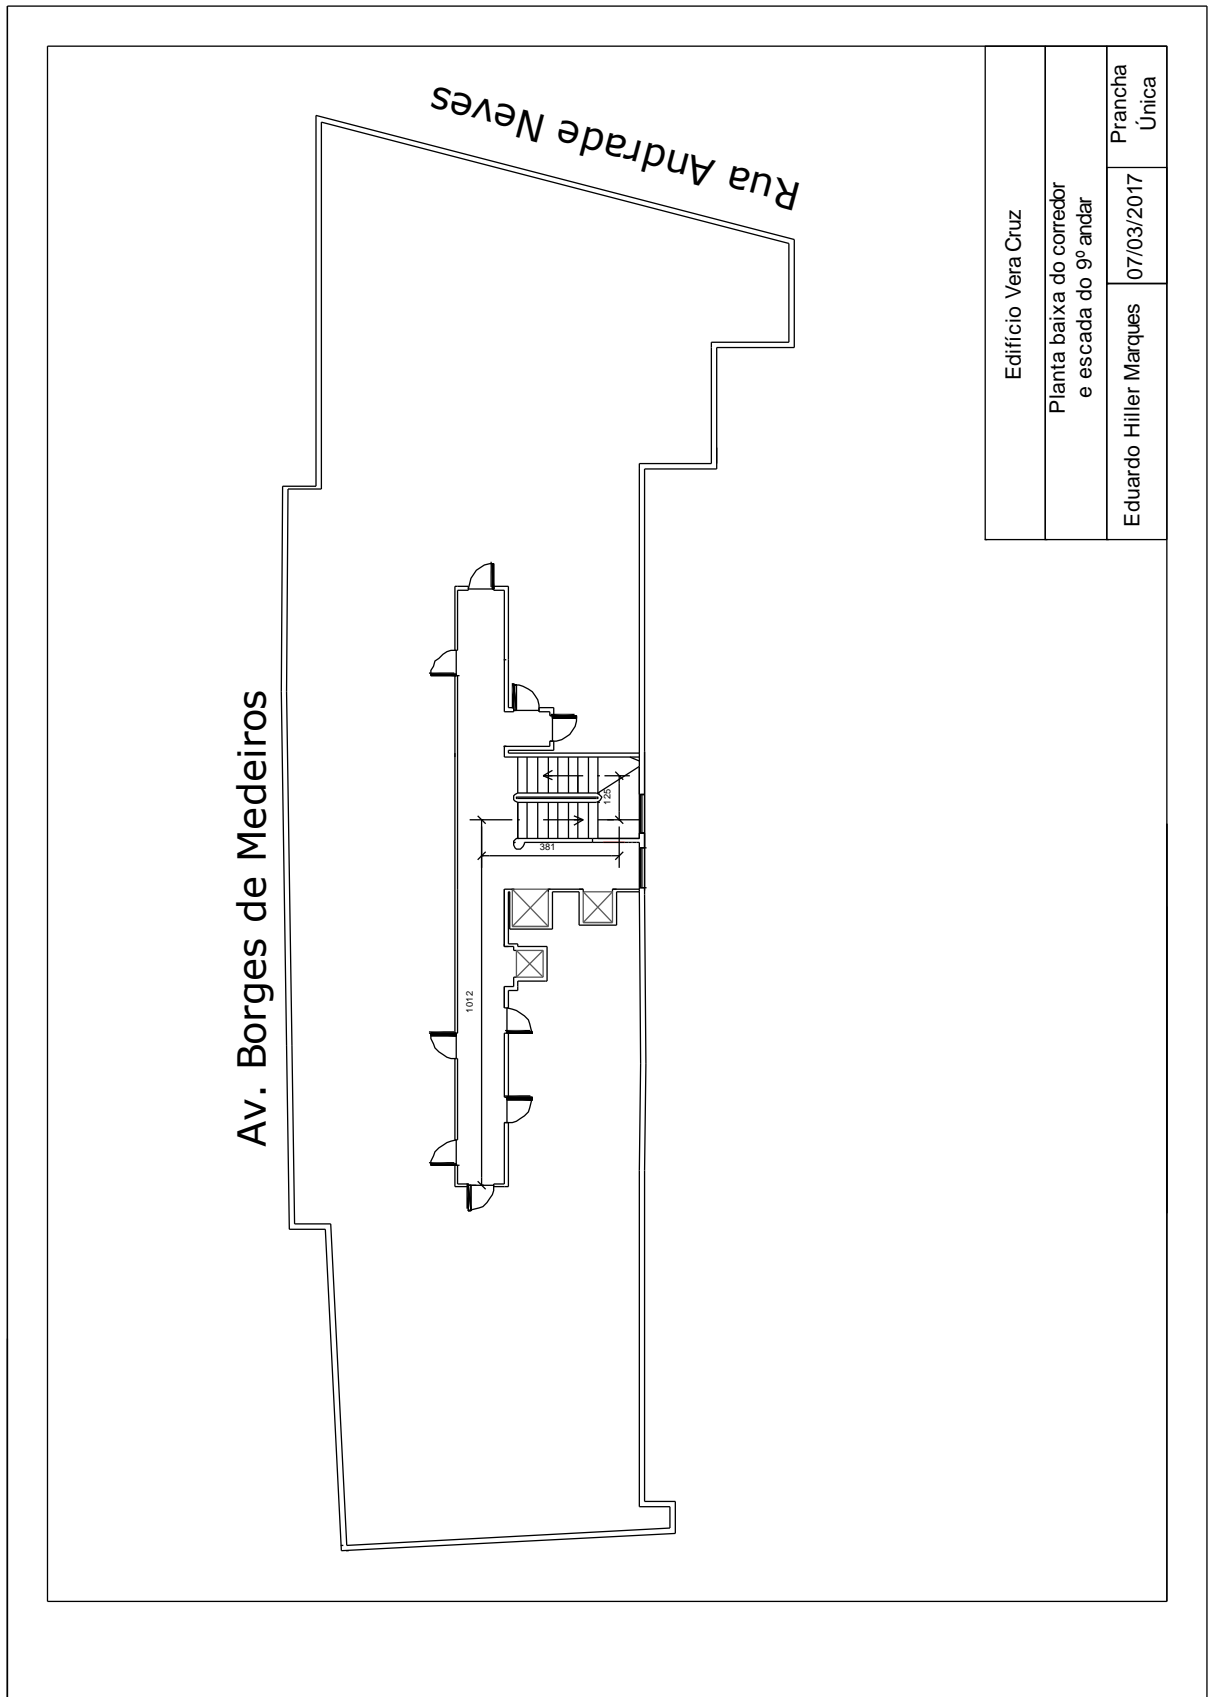 Rua Andrade Neves
Av. Borges de Medeiros
1012
381
125
Edifício Vera Cruz
Planta baixa do corredor
e escada do 9º andar
Eduardo Hiller Marques
07/03/2017
Prancha
Única